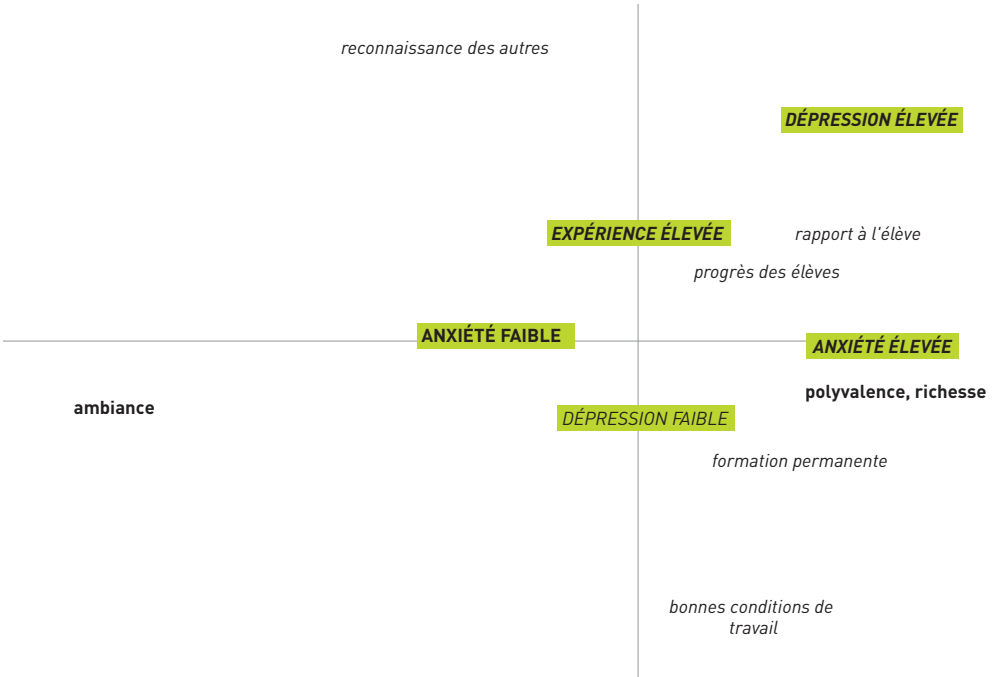 reconnaissance des autres
DÉPRESSION ÉLEVÉE
EXPÉRIENCE ÉLEVÉE
rapport à l'élève
progrès des élèves
ANXIÉTÉ FAIBLE
ANXIÉTÉ ÉLEVÉE
polyvalence, richesse
ambiance
DÉPRESSION FAIBLE
formation permanente
bonnes conditions de
travail